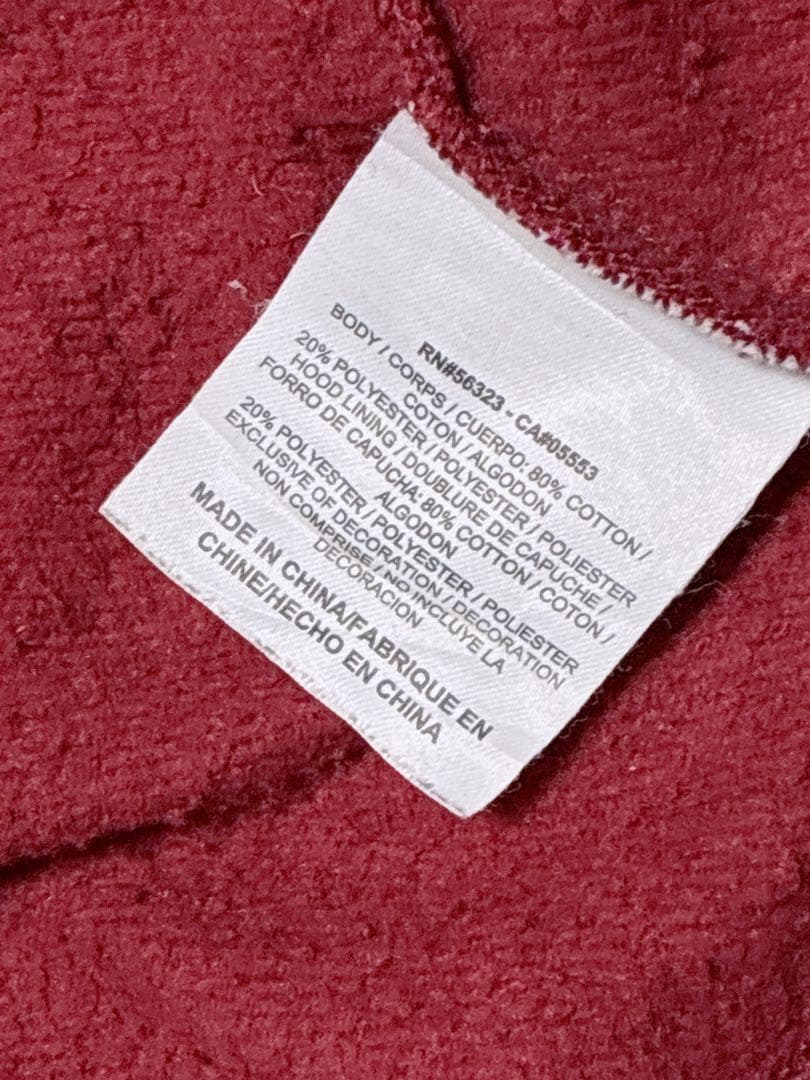 RN#56323 - CA#05553
BODY / CORPS / CUERPO: 80% COTTON /
COTON / ALGODON
20% POLYESTER / POLYESTER / POLIESTER
HOOD LINING / DOUBLURE DE CAPUCHE /
FORRO DE CAPUCHA: 80% COTTON / COTON /
ALGODON
20% POLYESTER / POLYESTER / POLIESTER
EXCLUSIVE OF DECORATION / DECORATION
NON COMPRISE / NO INCLUYE LA
DECORACION
MADE IN CHINA/FABRIQUE EN
CHINE/HECHO EN CHINA